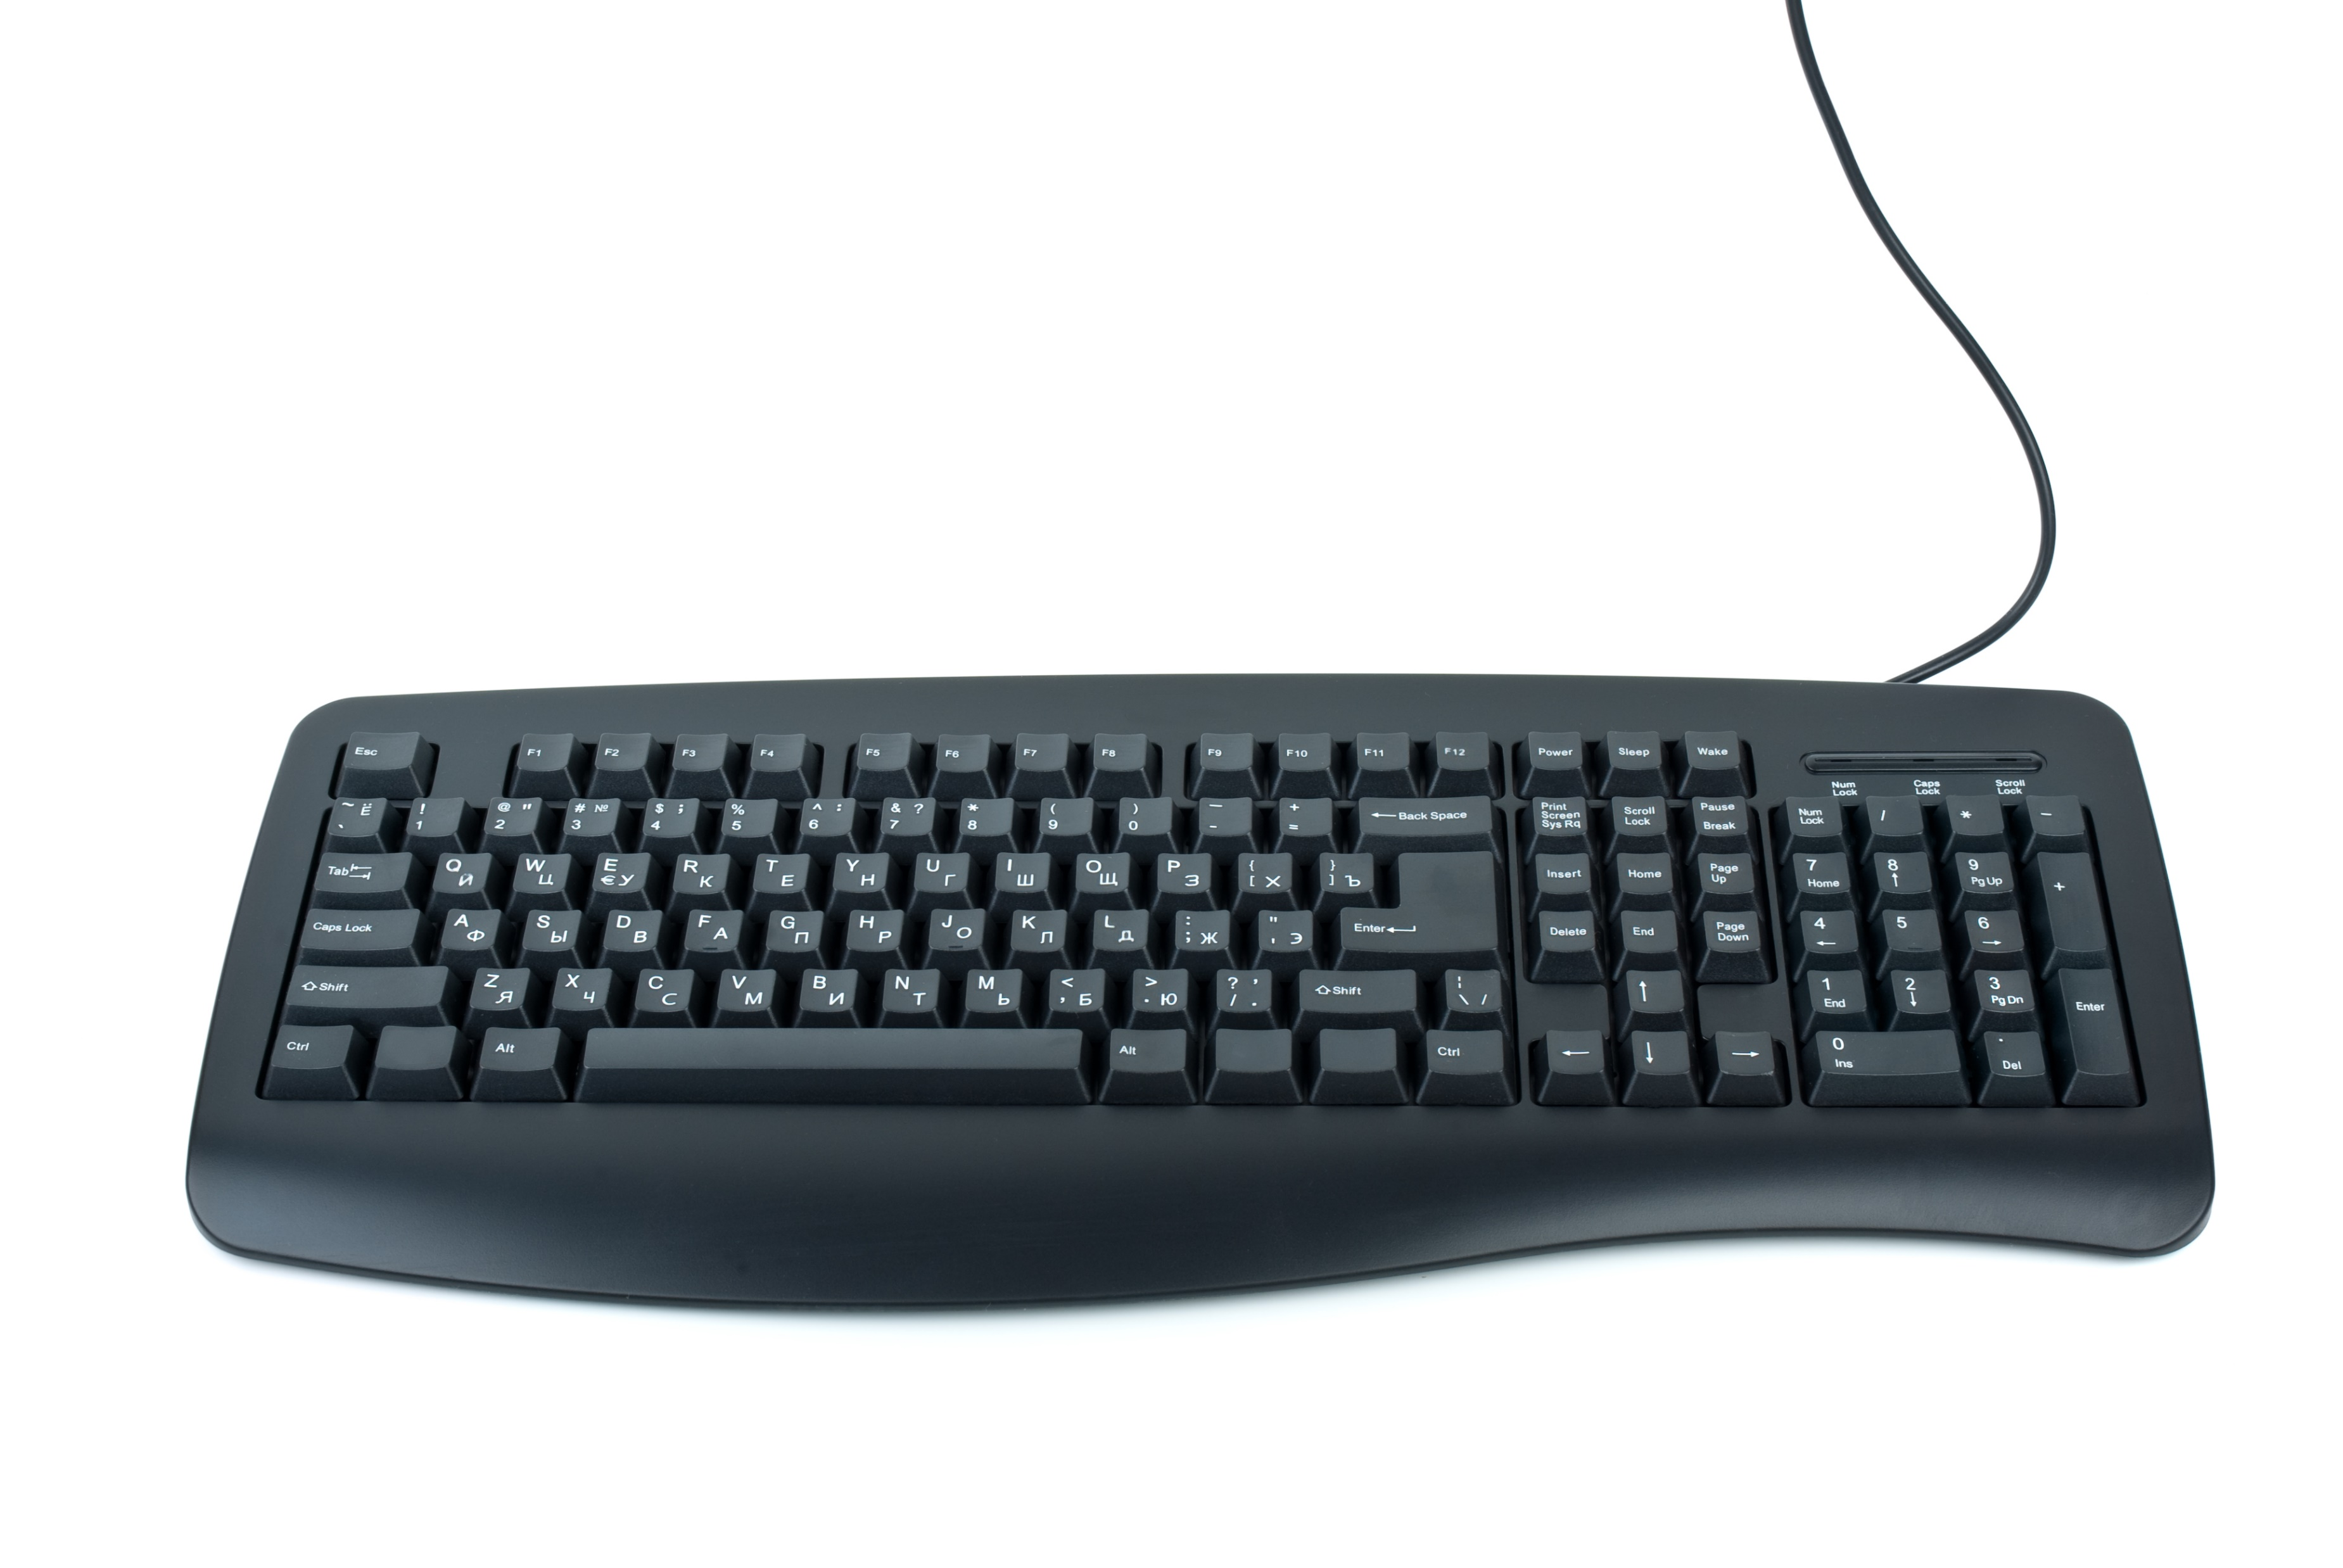 Esc F1 F2 F3 F4 F5 F6 F7 F8 F9 F10 F11 F12 Power Sleep Wake
Num Lock Caps Lock Scroll Lock
~ Ё ` ! 1 @ " 2 # № 3 $ ; 4 % 5 ^ : 6 & ? 7 * 8 ( 9 ) 0 _ - + = ← Back Space Print Screen Sys Rq Scroll Lock Pause Break Num Lock / * -
Tab Q Й W Ц E € У R К T Е Y Н U Г I Ш O Щ P З { [ Х } ] Ъ Insert Home Page Up 7 Home 8 ↑ 9 Pg Up +
Caps Lock A Ф S Ы D В F А G П H Р J О K Л L Д : ; Ж " ' Э Enter Delete End Page Down 4 ← 5 6 →
Shift Z Я X Ч C С V М B И N Т M Ь < , Б > . Ю ? , / . Shift ¦ \ / ↑ 1 End 2 ↓ 3 Pg Dn Enter
Ctrl Alt Alt Ctrl ← ↓ → 0 Ins . Del